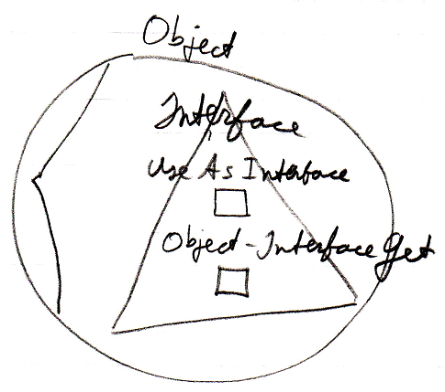 Object
Interface
Use As Interface
Object-Interface Get